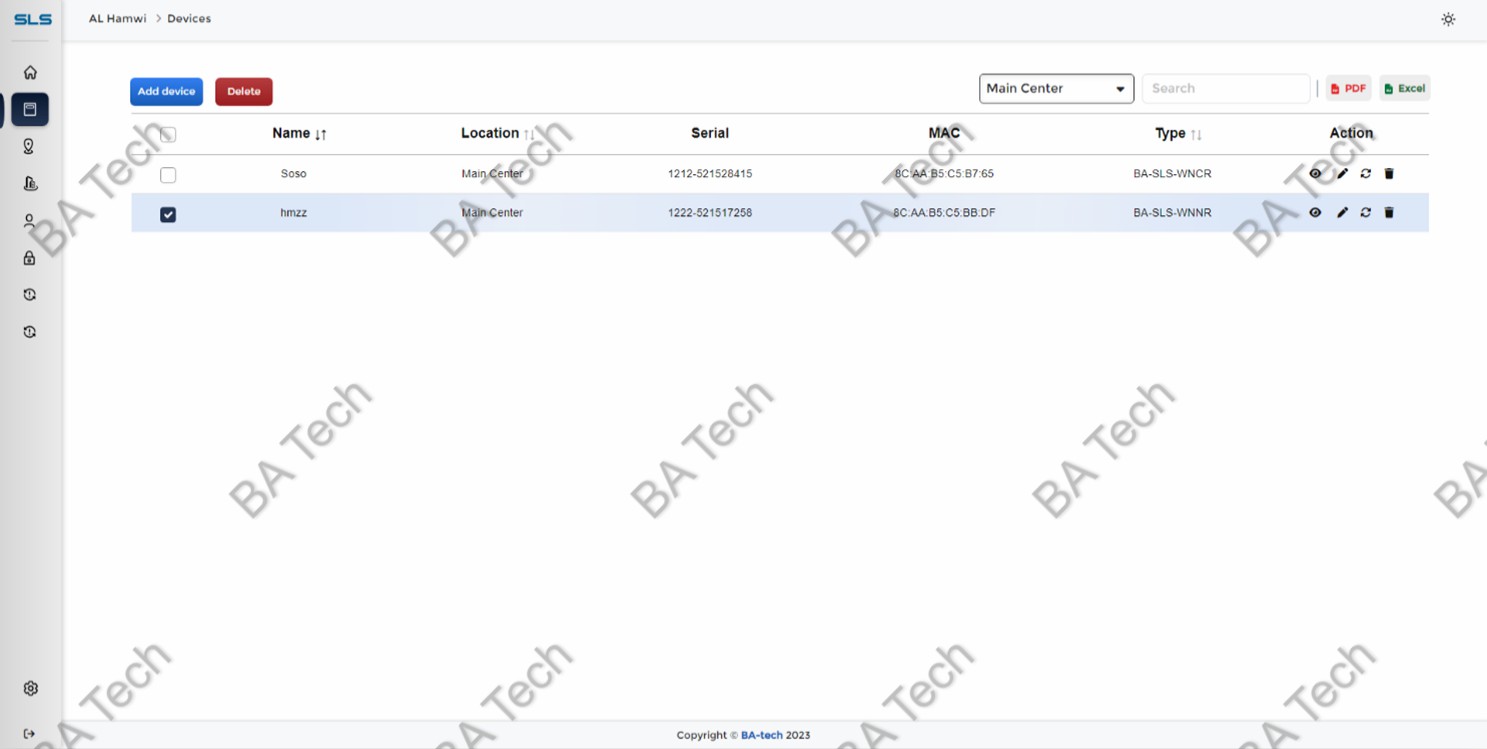 SLS
AL Hamwi > Devices
Add device Delete Main Center Search PDF Excel
Name Location Serial MAC Type Action
Soso Main Center 1212-521528415 8C:AA:B5:C5:B7:65 BA-SLS-WNCR
hmzz Main Center 1222-521517258 8C:AA:B5:C5:BB:DF BA-SLS-WNNR
BA Tech BA Tech BA Tech BA Tech
BA Tech BA Tech BA Tech BA
BA Tech BA Tech BA Tech BA Tech
Copyright © BA-tech 2023